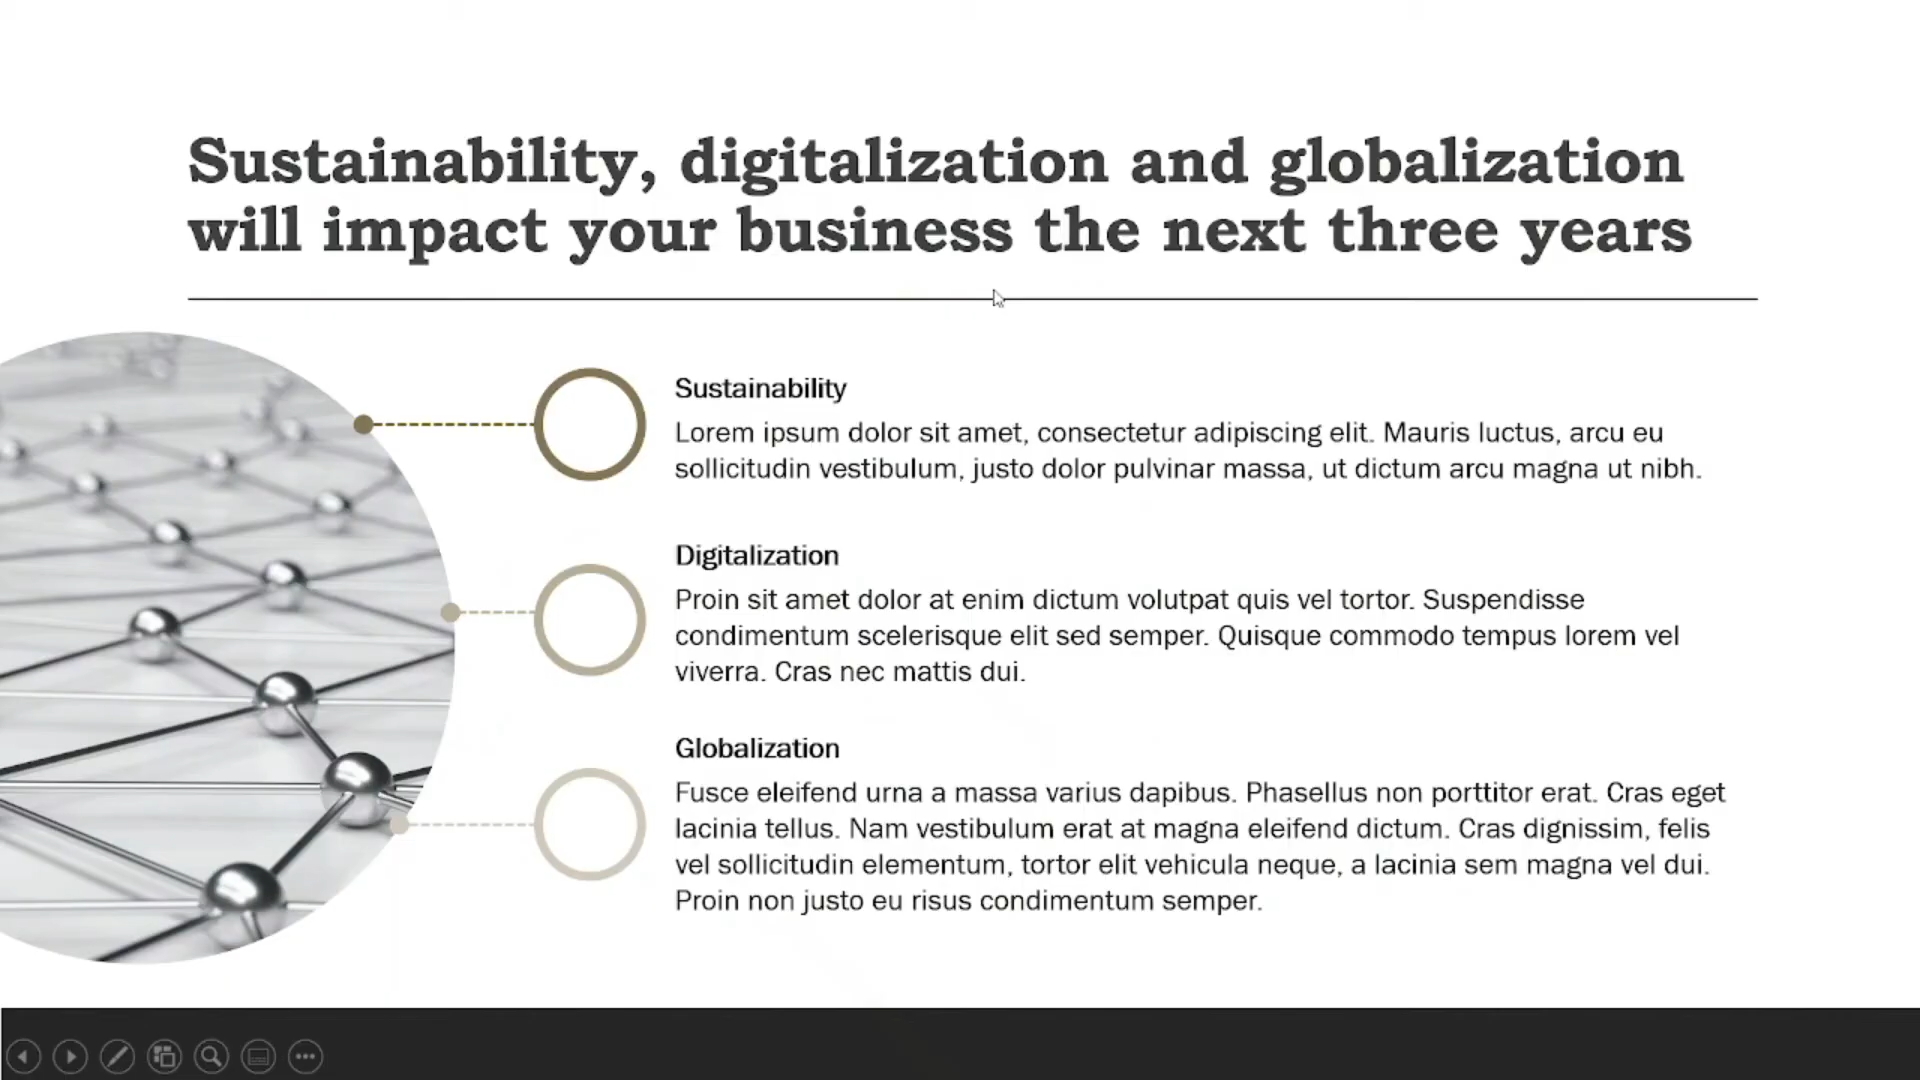 Sustainability, digitalization and globalization
will impact your business the next three years
Sustainability
Lorem ipsum dolor sit amet, consectetur adipiscing elit. Mauris luctus, arcu eu
sollicitudin vestibulum, justo dolor pulvinar massa, ut dictum arcu magna ut nibh.
Digitalization
Proin sit amet dolor at enim dictum volutpat quis vel tortor. Suspendisse
condimentum scelerisque elit sed semper. Quisque commodo tempus lorem vel
viverra. Cras nec mattis dui.
Globalization
Fusce eleifend urna a massa varius dapibus. Phasellus non porttitor erat. Cras eget
lacinia tellus. Nam vestibulum erat at magna eleifend dictum. Cras dignissim, felis
vel sollicitudin elementum, tortor elit vehicula neque, a lacinia sem magna vel dui.
Proin non justo eu risus condimentum semper.